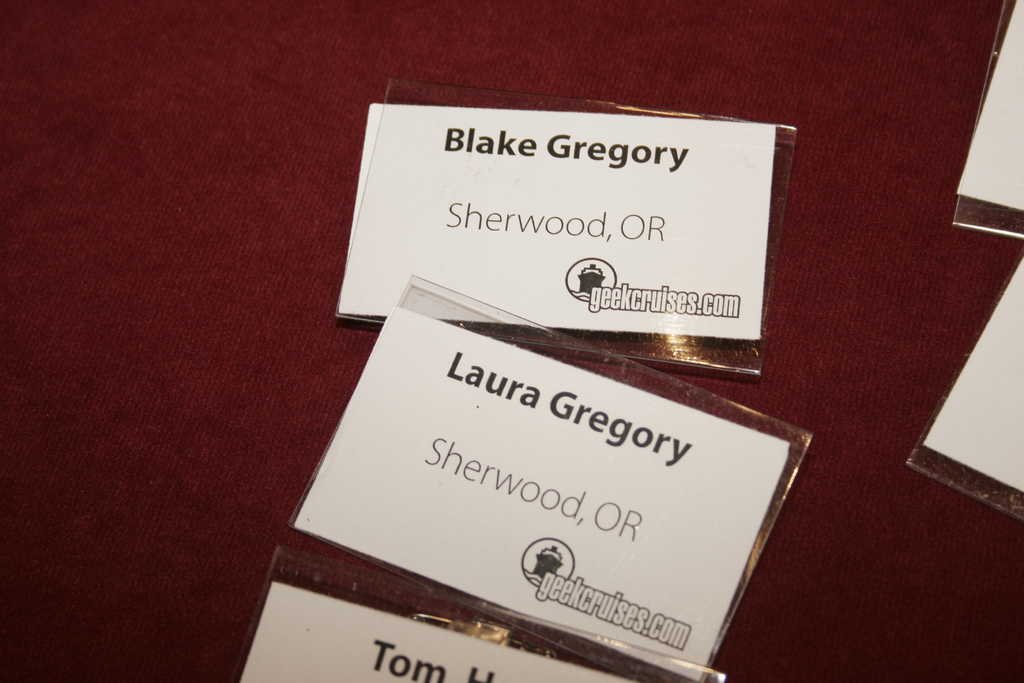 Blake Gregory
Sherwood, OR
geekcruises.com
Laura Gregory
Sherwood, OR
geekcruises.com
Tom